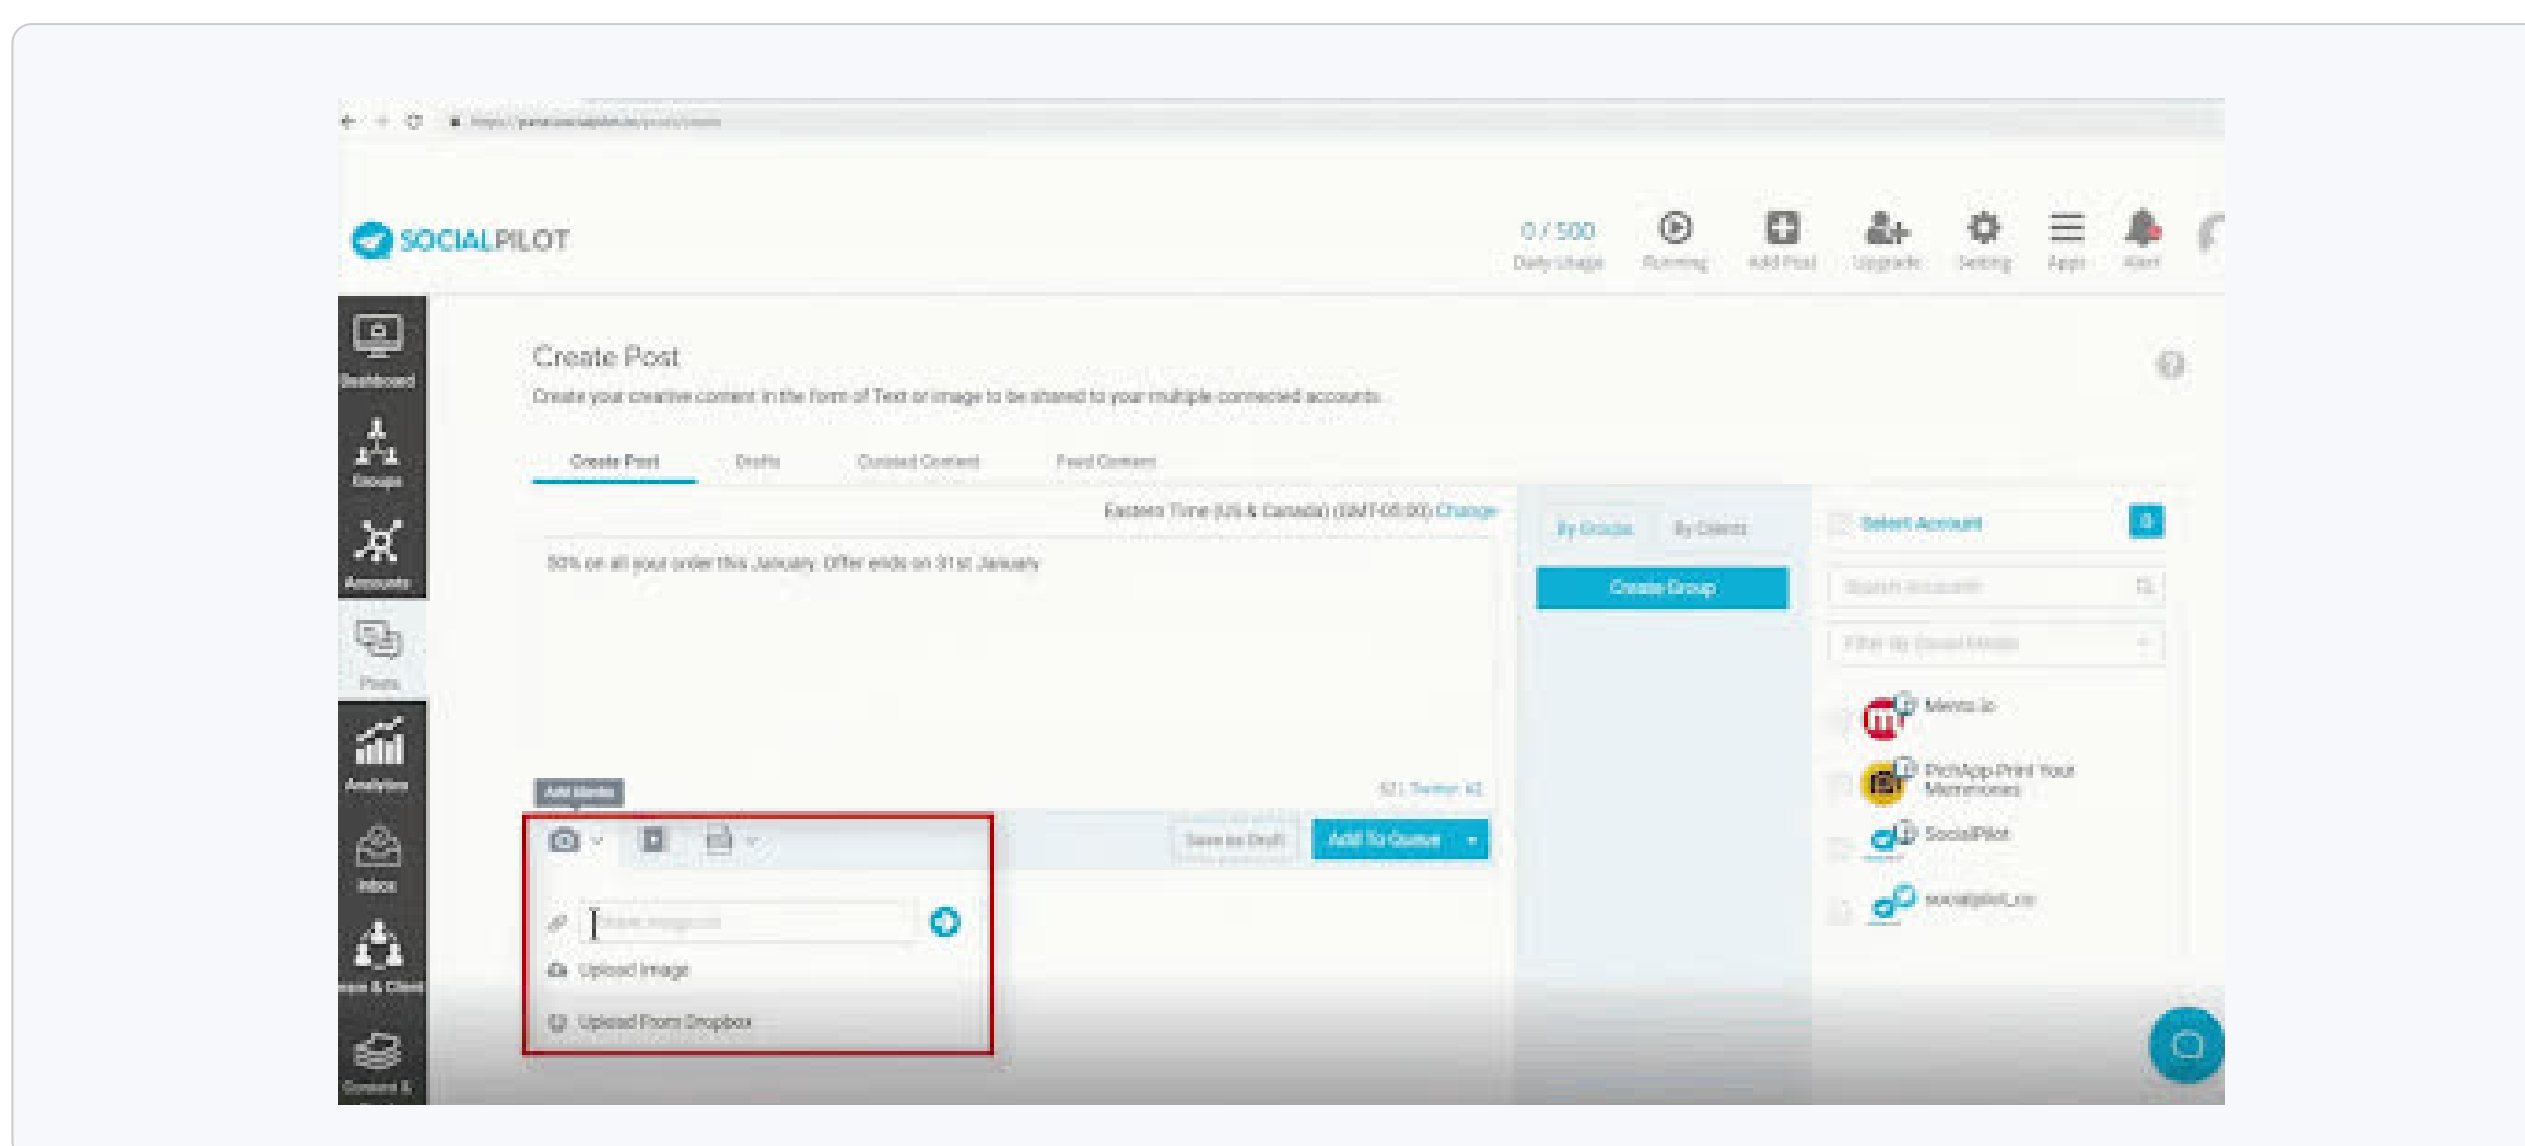 SOCIALPILOT
0 / 500
Daily Usage
Running
Add Post
Upgrade
Setting
Apps
Alert
Dashboard
Groups
Accounts
Posts
Analytics
Inbox
& Client
Content &
Create Post
Create your creative content in the form of Text or image to be shared to your multiple connected accounts.
Create Post
Drafts
Curated Content
Feed Content
Eastern Time (US & Canada) (GMT-05:00) Change
50% on all your order this January. Offer ends on 31st January
Add Media
Save as Draft
Add To Queue
Upload Image
Upload From Dropbox
By Groups
By Clients
Create Group
Select Account
0
Search Accounts
Filter by Social Media
PichApp-Print Your
Memmories
SocialPilot
socialpilot_co